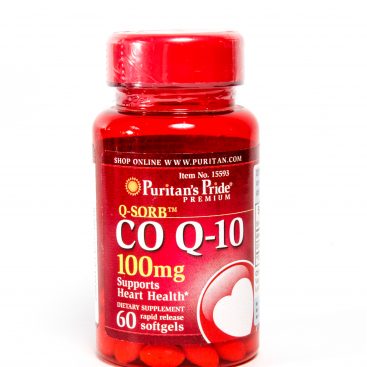 SHOP ONLINE WWW.PURITAN.COM
Item No. 15593
Puritan's Pride®
PREMIUM
Q-SORB™
CO Q-10
100mg
Supports
Heart Health*
DIETARY SUPPLEMENT
60 rapid release
softgels